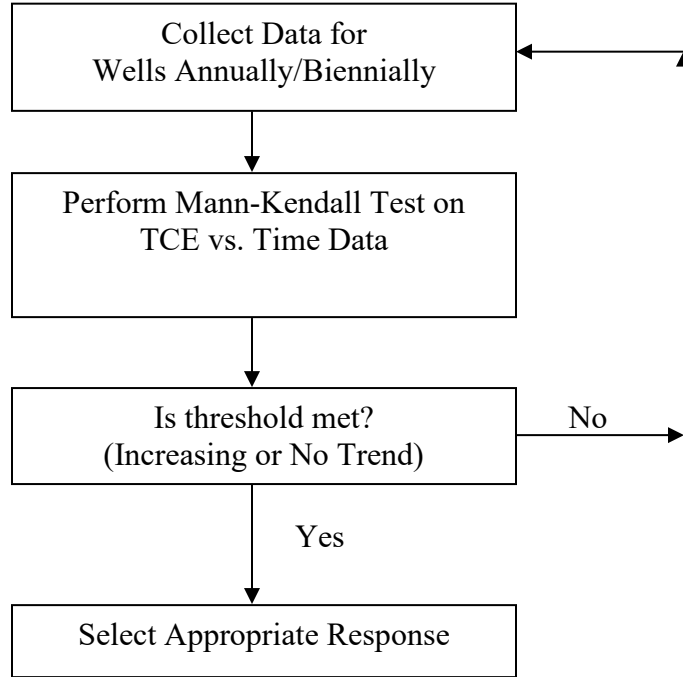 Collect Data for
Wells Annually/Biennially
Perform Mann-Kendall Test on
TCE vs. Time Data
Is threshold met?
(Increasing or No Trend)
No
Yes
Select Appropriate Response